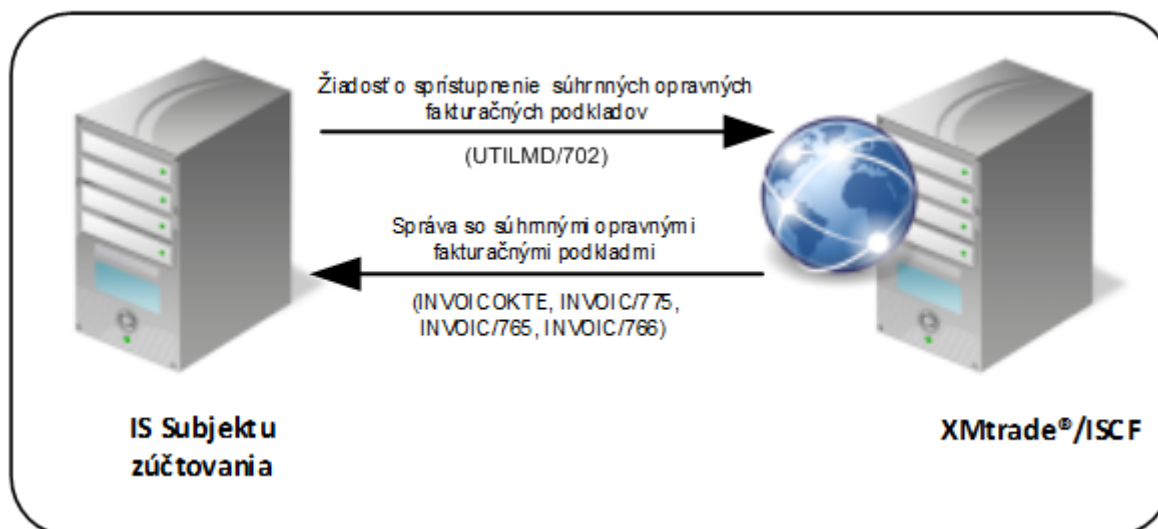 Žiadosť o sprístupnenie súhrnných opravných
fakturačných podkladov
(UTILMD/702)
Správa so súhrnnými opravnými
fakturačnými podkladmi
(INVOICOKTE, INVOIC/775,
INVOIC/765, INVOIC/766)
IS Subjektu
zúčtovania
XMtrade®/ISCF